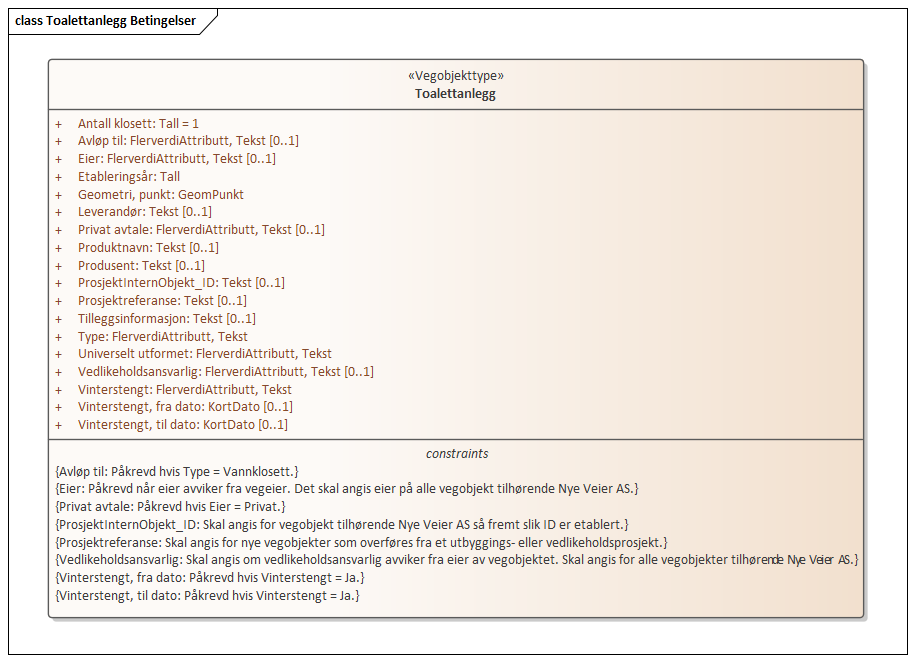 class Toalettanlegg Betingelser
«Vegobjekttype»
Toalettanlegg
+ Antall klosett: Tall = 1
+ Avløp til: FlerverdiAttributt, Tekst [0..1]
+ Eier: FlerverdiAttributt, Tekst [0..1]
+ Etableringsår: Tall
+ Geometri, punkt: GeomPunkt
+ Leverandør: Tekst [0..1]
+ Privat avtale: FlerverdiAttributt, Tekst [0..1]
+ Produktnavn: Tekst [0..1]
+ Produsent: Tekst [0..1]
+ ProsjektInternObjekt_ID: Tekst [0..1]
+ Prosjektreferanse: Tekst [0..1]
+ Tilleggsinformasjon: Tekst [0..1]
+ Type: FlerverdiAttributt, Tekst
+ Universelt utformet: FlerverdiAttributt, Tekst
+ Vedlikeholdsansvarlig: FlerverdiAttributt, Tekst [0..1]
+ Vinterstengt: FlerverdiAttributt, Tekst
+ Vinterstengt, fra dato: KortDato [0..1]
+ Vinterstengt, til dato: KortDato [0..1]
constraints
{Avløp til: Påkrevd hvis Type = Vannklosett.}
{Eier: Påkrevd når eier avviker fra vegeier. Det skal angis eier på alle vegobjekt tilhørende Nye Veier AS.}
{Privat avtale: Påkrevd hvis Eier = Privat.}
{ProsjektInternObjekt_ID: Skal angis for vegobjekt tilhørende Nye Veier AS så fremt slik ID er etablert.}
{Prosjektreferanse: Skal angis for nye vegobjekter som overføres fra et utbyggings- eller vedlikeholdsprosjekt.}
{Vedlikeholdsansvarlig: Skal angis om vedlikeholdsansvarlig avviker fra eier av vegobjektet. Skal angis for alle vegobjekter tilhørende Nye Veier AS.}
{Vinterstengt, fra dato: Påkrevd hvis Vinterstengt = Ja.}
{Vinterstengt, til dato: Påkrevd hvis Vinterstengt = Ja.}